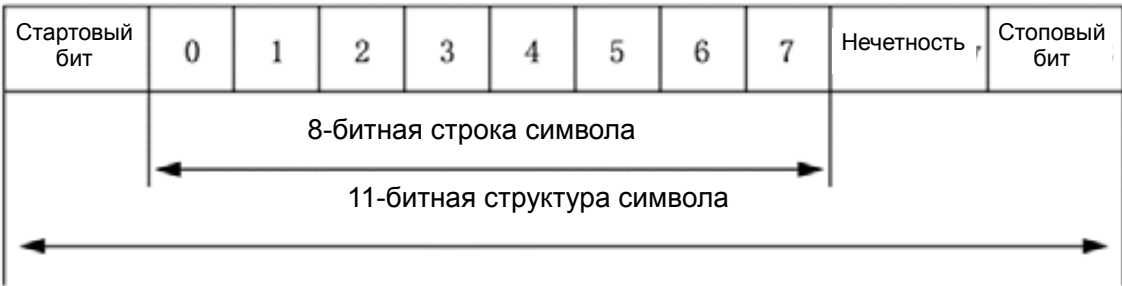 Стартовый
бит
0 1 2 3 4 5 6 7
Нечетность
Стоповый
бит
8-битная строка символа
11-битная структура символа